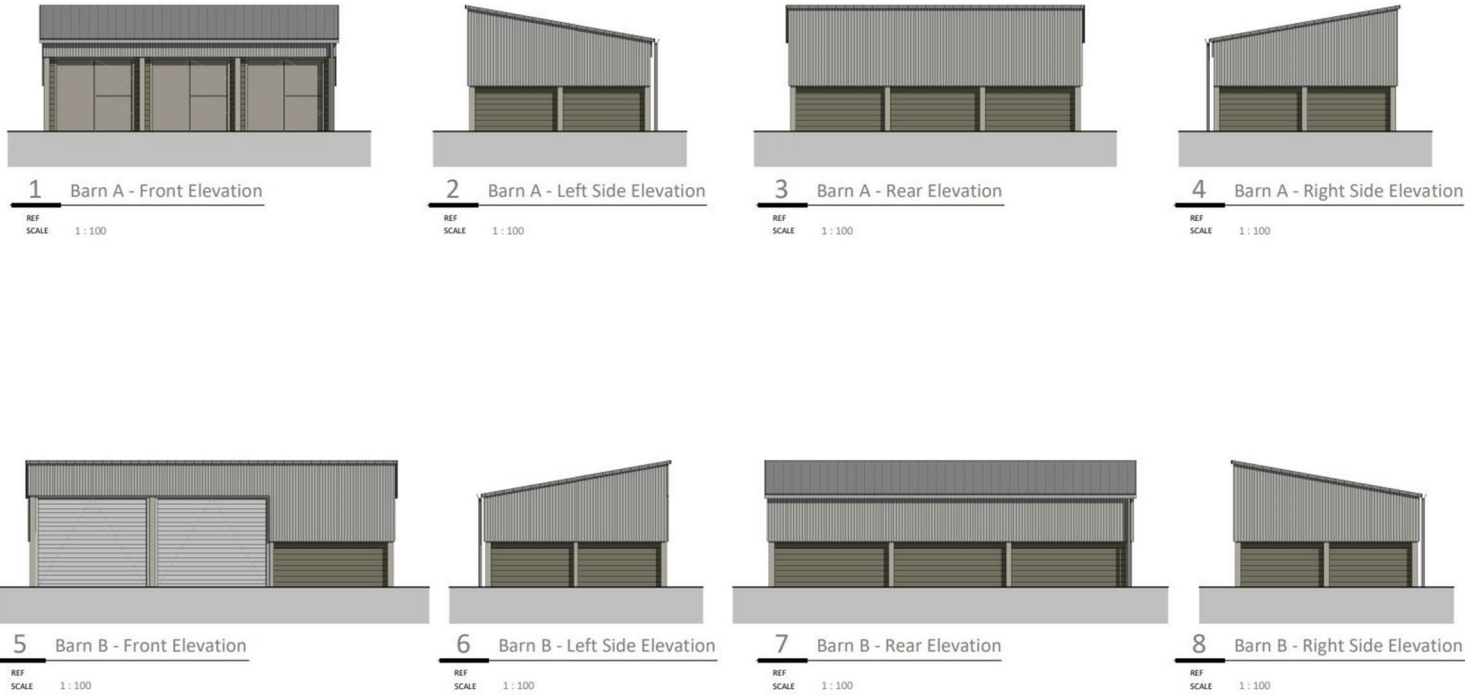 1 Barn A - Front Elevation
REF
SCALE 1 : 100
2 Barn A - Left Side Elevation
REF
SCALE 1 : 100
3 Barn A - Rear Elevation
REF
SCALE 1 : 100
4 Barn A - Right Side Elevation
REF
SCALE 1 : 100
5 Barn B - Front Elevation
REF
SCALE 1 : 100
6 Barn B - Left Side Elevation
REF
SCALE 1 : 100
7 Barn B - Rear Elevation
REF
SCALE 1 : 100
8 Barn B - Right Side Elevation
REF
SCALE 1 : 100